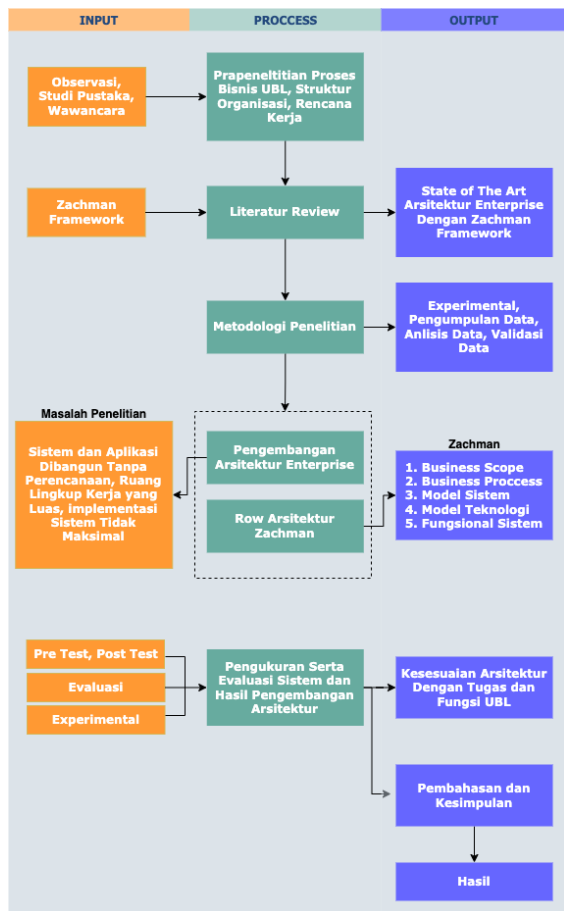 INPUT
PROCCESS
OUTPUT
Observasi,
Studi Pustaka,
Wawancara
Prapeneltitian Proses
Bisnis UBL, Struktur
Organisasi, Rencana
Kerja
Zachman
Framework
Literatur Review
State of The Art
Arsitektur Enterprise
Dengan Zachman
Framework
Metodologi Penelitian
Experimental,
Pengumpulan Data,
Anlisis Data, Validasi
Data
Masalah Penelitian
Sistem dan Aplikasi
Dibangun Tanpa
Perencanaan, Ruang
Lingkup Kerja yang
Luas, implementasi
Sistem Tidak
Maksimal
Pengembangan
Arsitektur Enterprise
Row Arsitektur
Zachman
Zachman
1. Business Scope
2. Business Proccess
3. Model Sistem
4. Model Teknologi
5. Fungsional Sistem
Pre Test, Post Test
Evaluasi
Experimental
Pengukuran Serta
Evaluasi Sistem dan
Hasil Pengembangan
Arsitektur
Kesesuaian Arsitektur
Dengan Tugas dan
Fungsi UBL
Pembahasan dan
Kesimpulan
Hasil